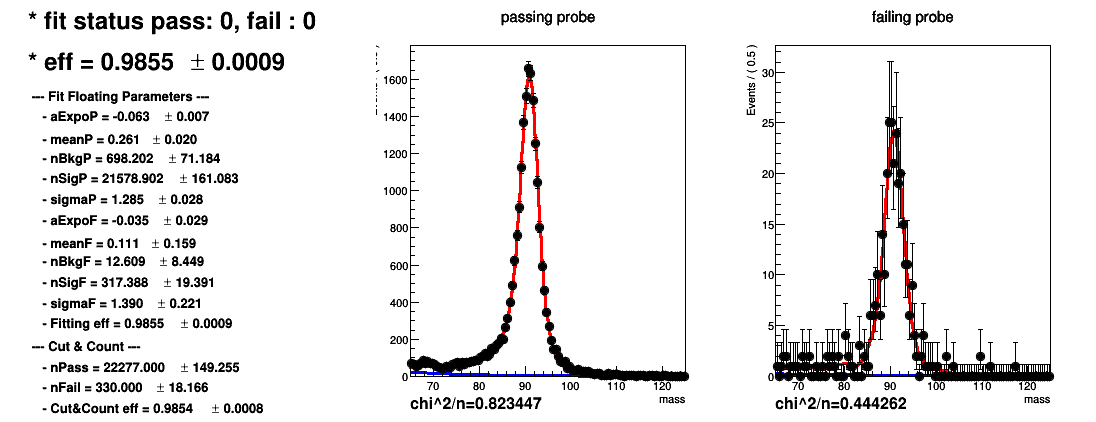 * fit status pass: 0, fail : 0
* eff = 0.9855 ± 0.0009
--- Fit Floating Parameters ---
- aExpoP = -0.063 ± 0.007
- meanP = 0.261 ± 0.020
- nBkgP = 698.202 ± 71.184
- nSigP = 21578.902 ± 161.083
- sigmaP = 1.285 ± 0.028
- aExpoF = -0.035 ± 0.029
- meanF = 0.111 ± 0.159
- nBkgF = 12.609 ± 8.449
- nSigF = 317.388 ± 19.391
- sigmaF = 1.390 ± 0.221
- Fitting eff = 0.9855 ± 0.0009
--- Cut & Count ---
- nPass = 22277.000 ± 149.255
- nFail = 330.000 ± 18.166
- Cut&Count eff = 0.9854 ± 0.0008
passing probe
1600
1400
1200
1000
800
600
400
200
0
70 80 90 100 110 120
mass
chi^2/n=0.823447
failing probe
Events / ( 0.5 )
30
25
20
15
10
5
0
70 80 90 100 110 120
mass
chi^2/n=0.444262